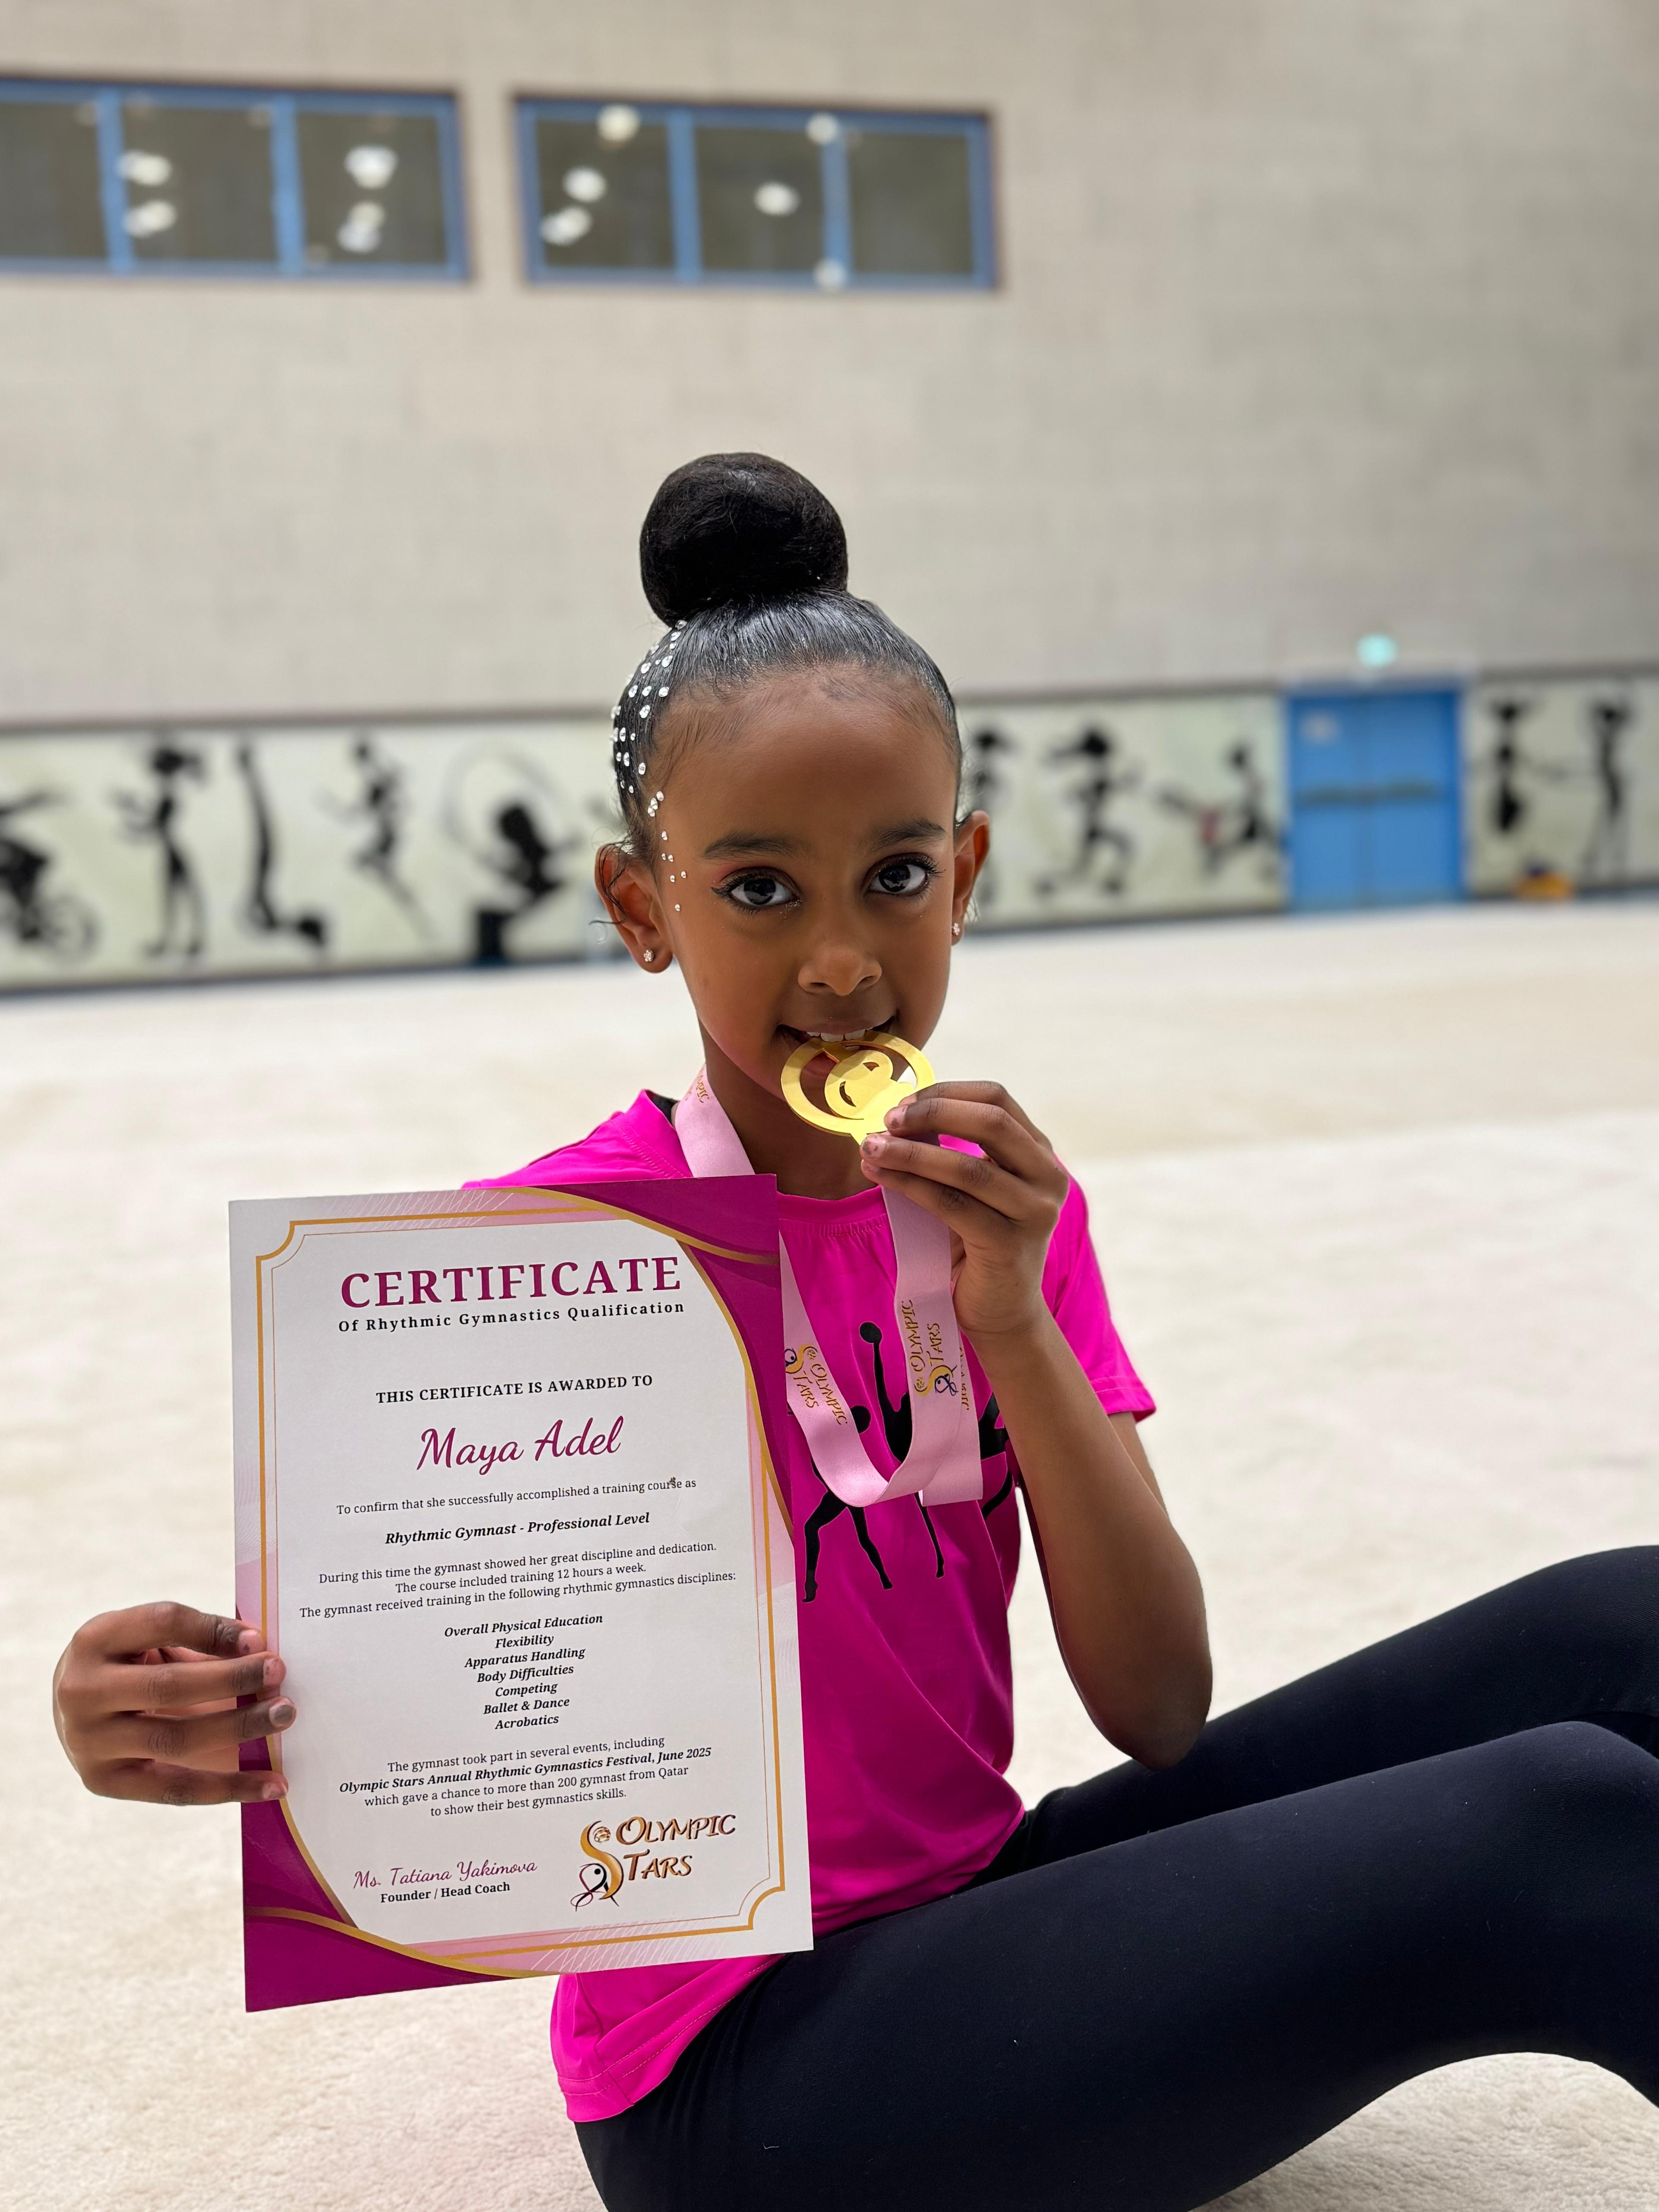 CERTIFICATE
Of Rhythmic Gymnastics Qualification
THIS CERTIFICATE IS AWARDED TO
Maya Adel
To confirm that she successfully accomplished a training course as
Rhythmic Gymnast - Professional Level
During this time the gymnast showed her great discipline and dedication.
The course included training 12 hours a week.
The gymnast received training in the following rhythmic gymnastics disciplines:
Overall Physical Education
Flexibility
Apparatus Handling
Body Difficulties
Competing
Ballet & Dance
Acrobatics
The gymnast took part in several events, including
Olympic Stars Annual Rhythmic Gymnastics Festival, June 2025
which gave a chance to more than 200 gymnast from Qatar
to show their best gymnastics skills.
Ms. Tatiana Yakimova
Founder / Head Coach
OLYMPIC
STARS
OLYMPIC
STARS
OLYMPIC
STARS